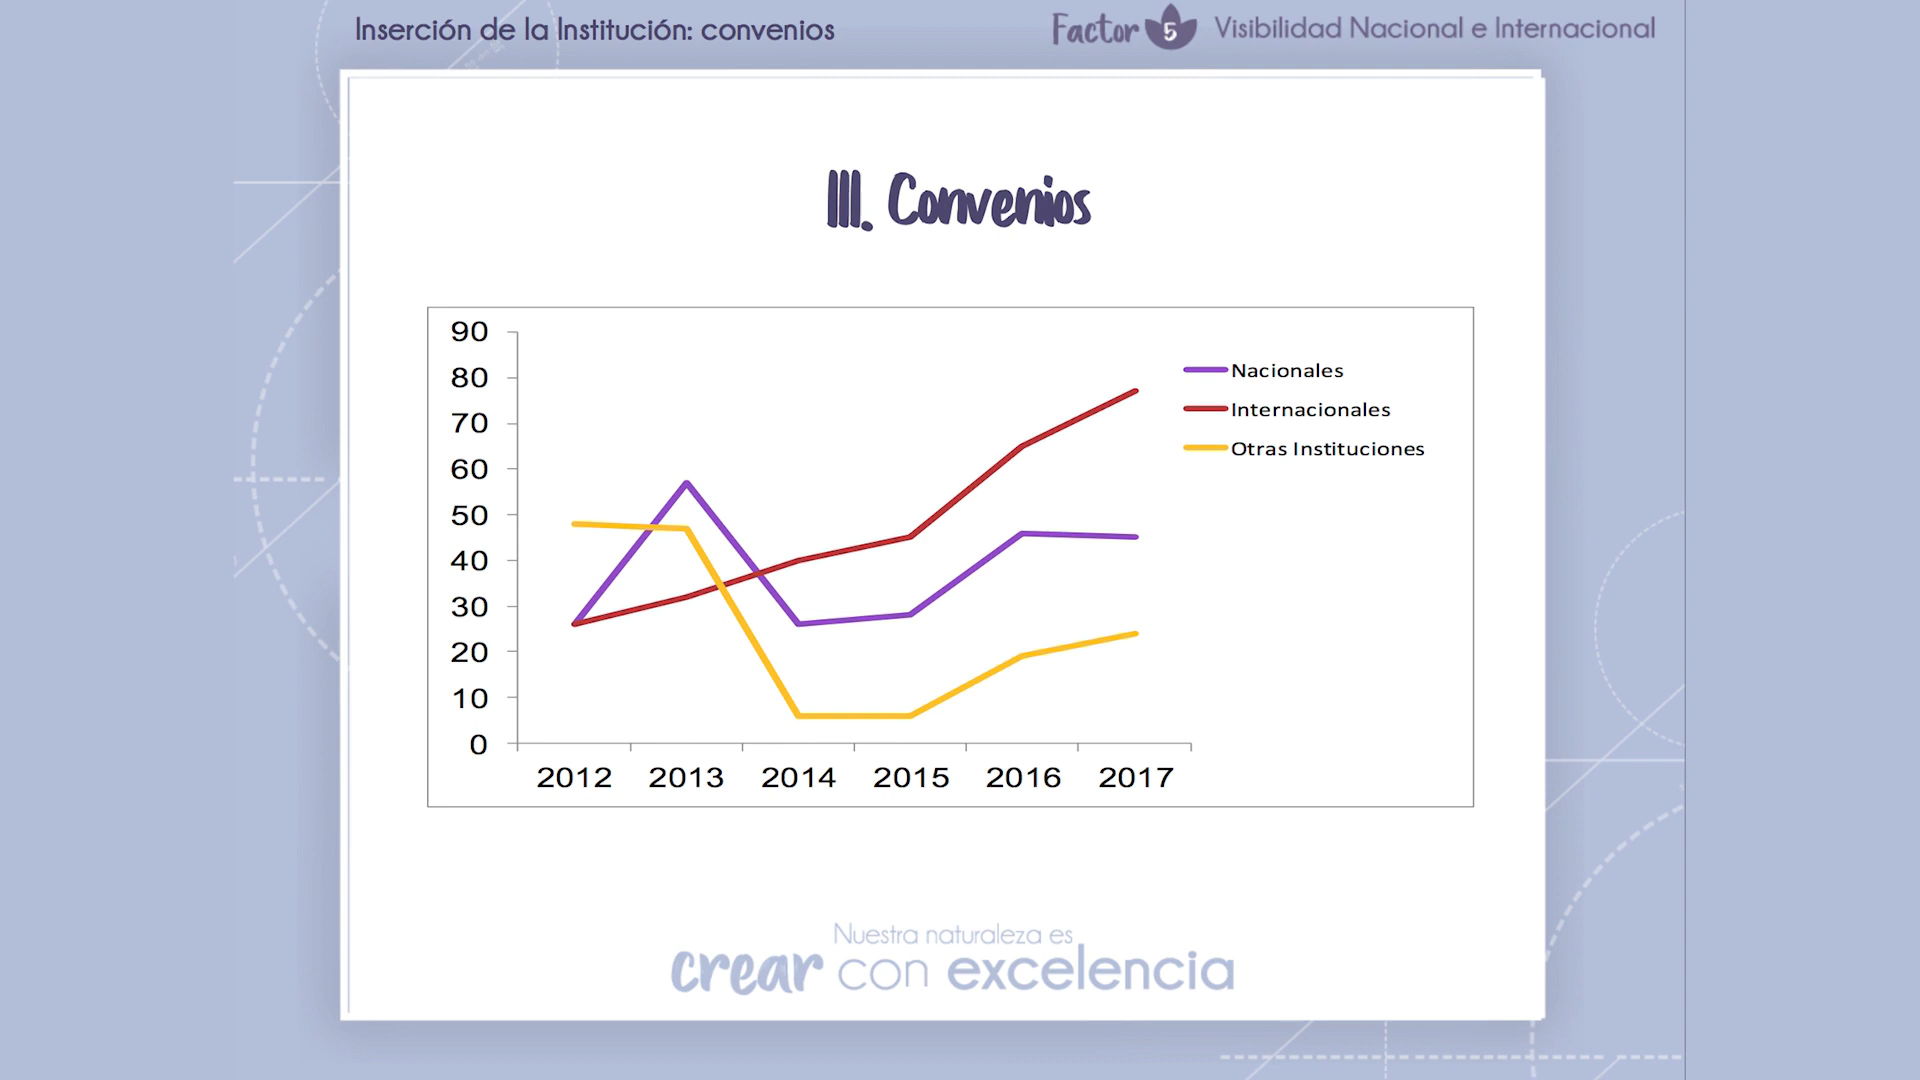 Inserción de la Institución: convenios
Factor 5 Visibilidad Nacional e Internacional
III. Convenios
90
80
70
60
50
40
30
20
10
0
2012 2013 2014 2015 2016 2017
Nacionales
Internacionales
Otras Instituciones
Nuestra naturaleza es
crear con excelencia